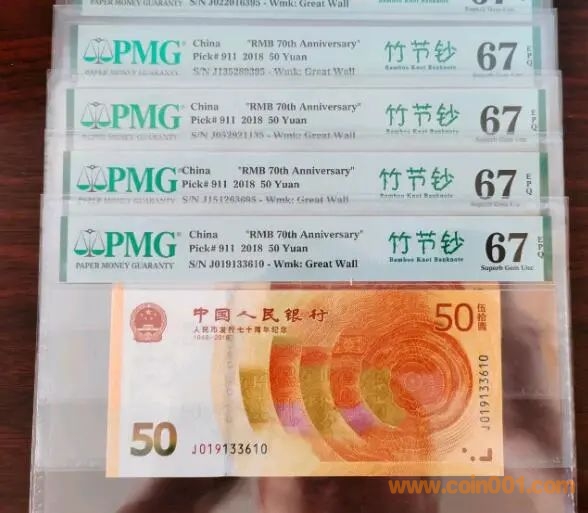 PAPER MONEY GUARANTY
S/N J022016395 - Wmk: Great Wall
PMG
PAPER MONEY GUARANTY
China "RMB 70th Anniversary"
Pick# 911 2018 50 Yuan
S/N J135289395 - Wmk: Great Wall
竹节钞
Bamboo Knot Banknote
67 EPQ
PMG
China "RMB 70th Anniversary"
Pick# 911 2018 50 Yuan
- Wmk: Great Wall
竹节钞
67 EPQ
PMG
China "RMB 70th Anniversary"
Pick# 911 2018 50 Yuan
S/N J151263695 - Wmk: Great Wall
竹节钞
67 EPQ
PMG
PAPER MONEY GUARANTY
China "RMB 70th Anniversary"
Pick# 911 2018 50 Yuan
S/N J019133610 - Wmk: Great Wall
竹节钞
Bamboo Knot Banknote
67 EPQ
Superb Gem Unc
中国人民银行
人民币发行七十周年纪念
1948-2018
50 伍拾圆
J019133610
50
J019133610
www.coin001.com